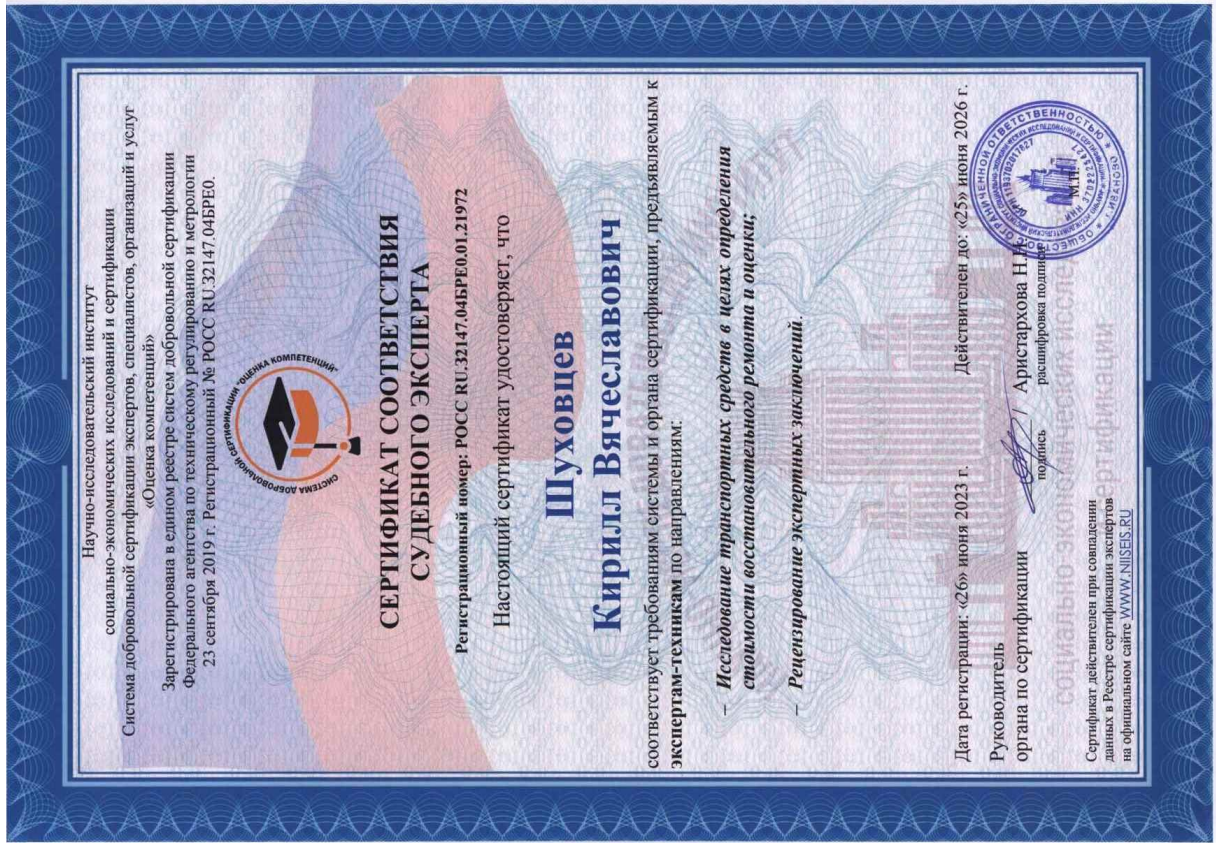 Научно-исследовательский институт
социально-экономических исследований и сертификации
Система добровольной сертификации экспертов, специалистов, организаций и услуг
«Оценка компетенций»
Зарегистрирована в едином реестре систем добровольной сертификации
Федерального агентства по техническому регулированию и метрологии
23 сентября 2019 г. Регистрационный № РОСС RU.32147.04БРЕ0.
СИСТЕМА ДОБРОВОЛЬНОЙ СЕРТИФИКАЦИИ "ОЦЕНКА КОМПЕТЕНЦИЙ"
СЕРТИФИКАТ СООТВЕТСТВИЯ
СУДЕБНОГО ЭКСПЕРТА
Регистрационный номер: РОСС RU.32147.04БРЕ0.01.21972
Настоящий сертификат удостоверяет, что
Шуховцев
Кирилл Вячеславович
соответствует требованиям системы и органа сертификации, предъявляемым к
экспертам-техникам по направлениям:
– Исследование транспортных средств в целях определения
стоимости восстановительного ремонта и оценки;
– Рецензирование экспертных заключений.
Дата регистрации: «26» июня 2023 г. Действителен до: «25» июня 2026 г.
Руководитель
органа по сертификации / Аристархова Н.Н.
подпись расшифровка подписи
М.П.
ОБЩЕСТВО С ОГРАНИЧЕННОЙ ОТВЕТСТВЕННОСТЬЮ * г. ИВАНОВО *
Сертификат действителен при совпадении
данных в Реестре сертификации экспертов
на официальном сайте WWW.NIISEIS.RU